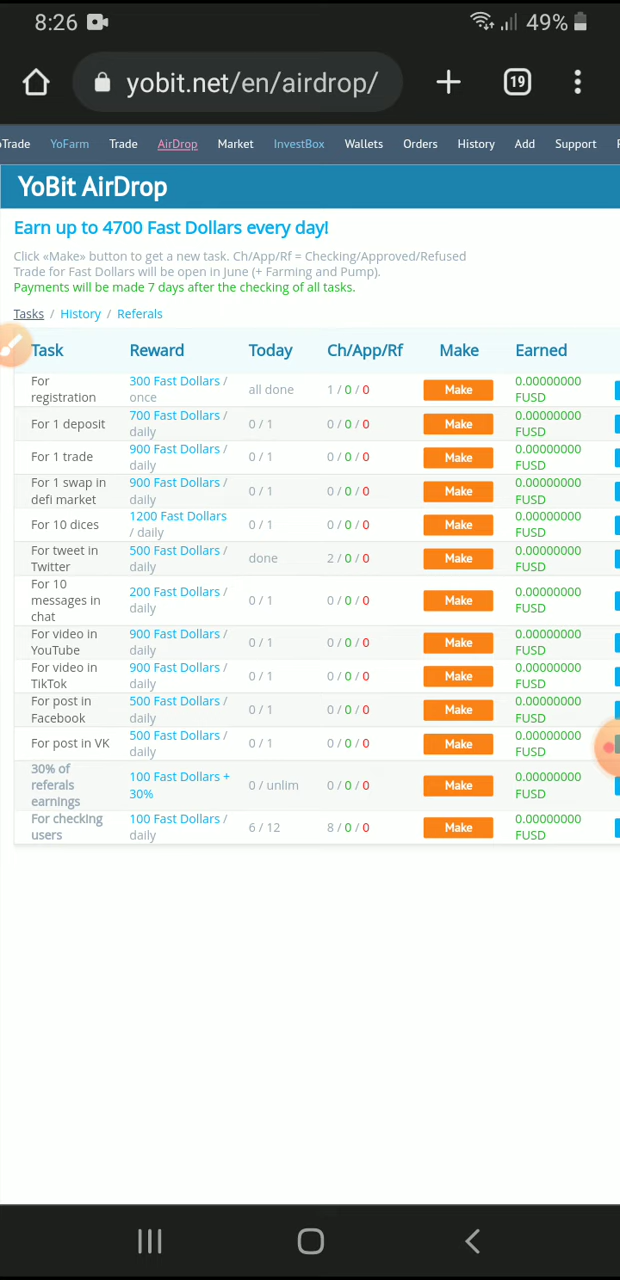 8:26 49%
yobit.net/en/airdrop/ 19
Trade YoFarm Trade AirDrop Market InvestBox Wallets Orders History Add Support
YoBit AirDrop
Earn up to 4700 Fast Dollars every day!
Click «Make» button to get a new task. Ch/App/Rf = Checking/Approved/Refused
Trade for Fast Dollars will be open in June (+ Farming and Pump).
Payments will be made 7 days after the checking of all tasks.
Tasks / History / Referals
Task Reward Today Ch/App/Rf Make Earned
For registration 300 Fast Dollars / once all done 1 / 0 / 0 Make 0.00000000 FUSD
For 1 deposit 700 Fast Dollars / daily 0 / 1 0 / 0 / 0 Make 0.00000000 FUSD
For 1 trade 900 Fast Dollars / daily 0 / 1 0 / 0 / 0 Make 0.00000000 FUSD
For 1 swap in defi market 900 Fast Dollars / daily 0 / 1 0 / 0 / 0 Make 0.00000000 FUSD
For 10 dices 1200 Fast Dollars / daily 0 / 1 0 / 0 / 0 Make 0.00000000 FUSD
For tweet in Twitter 500 Fast Dollars / daily done 2 / 0 / 0 Make 0.00000000 FUSD
For 10 messages in chat 200 Fast Dollars / daily 0 / 1 0 / 0 / 0 Make 0.00000000 FUSD
For video in YouTube 900 Fast Dollars / daily 0 / 1 0 / 0 / 0 Make 0.00000000 FUSD
For video in TikTok 900 Fast Dollars / daily 0 / 1 0 / 0 / 0 Make 0.00000000 FUSD
For post in Facebook 500 Fast Dollars / daily 0 / 1 0 / 0 / 0 Make 0.00000000 FUSD
For post in VK 500 Fast Dollars / daily 0 / 1 0 / 0 / 0 Make 0.00000000 FUSD
30% of referals earnings 100 Fast Dollars + 30% 0 / unlim 0 / 0 / 0 Make 0.00000000 FUSD
For checking users 100 Fast Dollars / daily 6 / 12 8 / 0 / 0 Make 0.00000000 FUSD